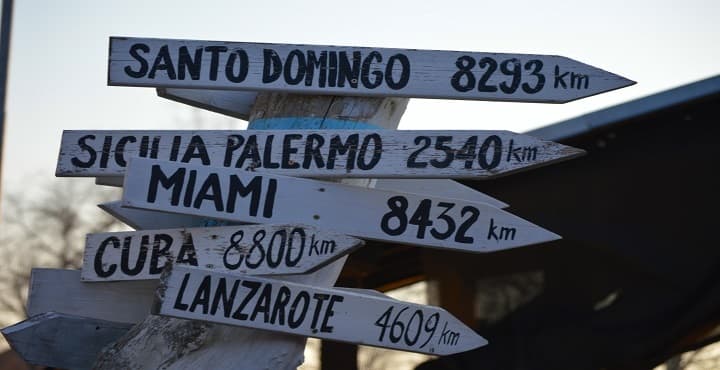 SANTO DOMINGO 8293 km
SICILIA PALERMO 2540 km
MIAMI 8432 km
CUBA 8800 km
LANZAROTE 4609 km